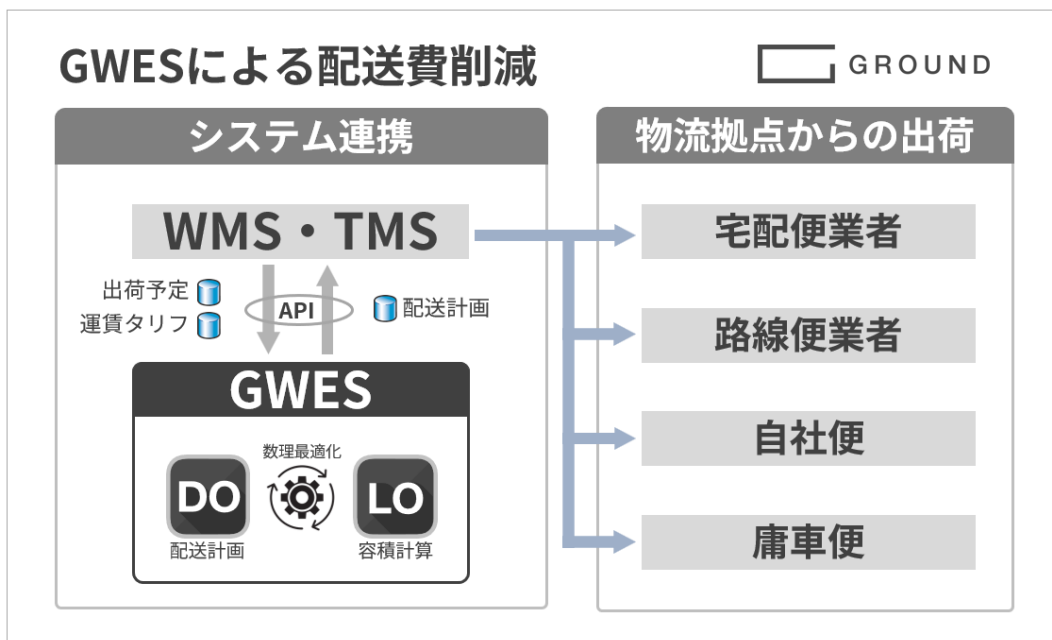 GWESによる配送費削減
GROUND
システム連携
WMS・TMS
出荷予定
運賃タリフ
API
配送計画
GWES
数理最適化
DO
LO
配送計画
容積計算
物流拠点からの出荷
宅配便業者
路線便業者
自社便
庸車便